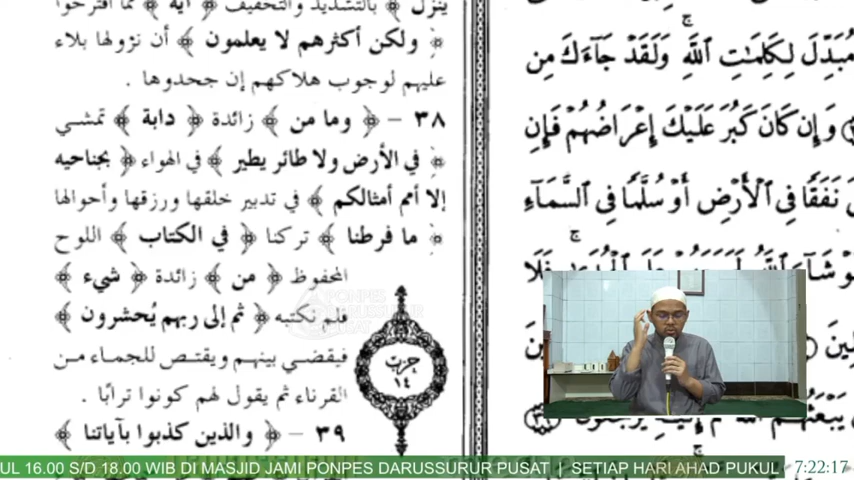 ينزل ﴾ بالتشديد والتخفيف ﴿ آية ﴾ مما اقترحوا
﴿ ولكن أكثرهم لا يعلمون ﴾ أن نزولها بلاء
عليهم لوجوب هلاكهم إن جحدوها .
٣٨ – ﴿ وما من ﴾ زائدة ﴿ دابة ﴾ تمشي
﴿ في الأرض ولا طائر يطير ﴾ في الهواء ﴿ بجناحيه
إلا أمم أمثالكم ﴾ في تدبير خلقها ورزقها وأحوالها
﴿ ما فرطنا ﴾ تركنا ﴿ في الكتاب ﴾ اللوح
المحفوظ ﴿ من ﴾ زائدة ﴿ شيء ﴾
فلم نكتبه ﴿ ثم إلى ربهم يُحشرون ﴾
فيقضي بينهم ويقتص للجماء من
القرناء ثم يقول لهم كونوا ترابًا .
٣٩ – ﴿ والذين كذبوا بآياتنا ﴾
حزب
١٤
مُبَدِّلَ لِكَلِمَٰتِ ٱللَّهِۚ وَلَقَدْ جَآءَكَ مِن
وَإِن كَانَ كَبُرَ عَلَيْكَ إِعْرَاضُهُمْ فَإِنِ
نَفَقًا فِي ٱلْأَرْضِ أَوْ سُلَّمًا فِي ٱلسَّمَآءِ
PONPES
DARUSSURUR
PUSAT
UL 16.00 S/D 18.00 WIB DI MASJID JAMI PONPES DARUSSURUR PUSAT | SETIAP HARI AHAD PUKUL
7:22:17